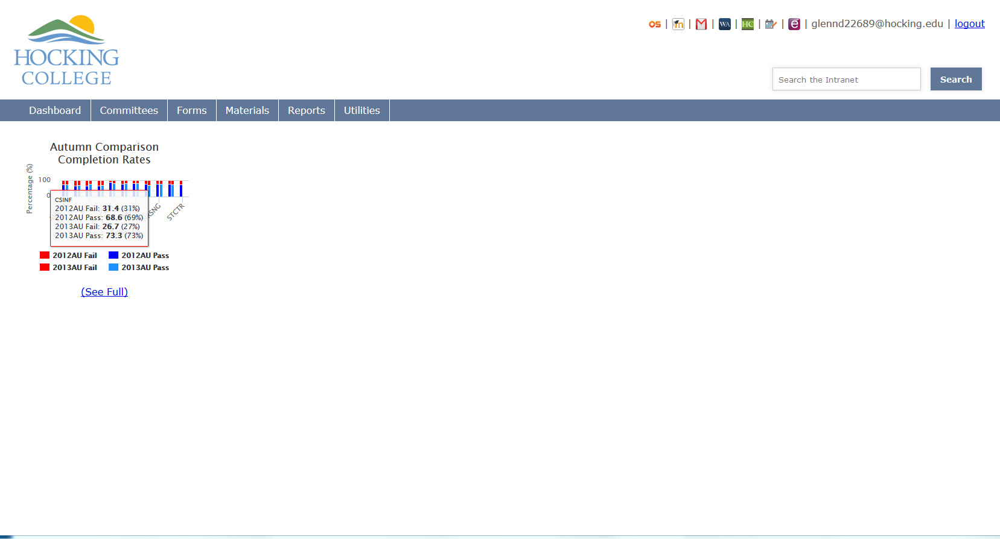 HOCKING
COLLEGE
os | m | M | WA | HC | | e | glennd22689@hocking.edu | logout
Search the Intranet
Search
Dashboard
Committees
Forms
Materials
Reports
Utilities
Autumn Comparison
Completion Rates
Percentage (%)
100
0
CSINF
2012AU Fail: 31.4 (31%)
2012AU Pass: 68.6 (69%)
2013AU Fail: 26.7 (27%)
2013AU Pass: 73.3 (73%)
STCTR
2012AU Fail
2012AU Pass
2013AU Fail
2013AU Pass
(See Full)